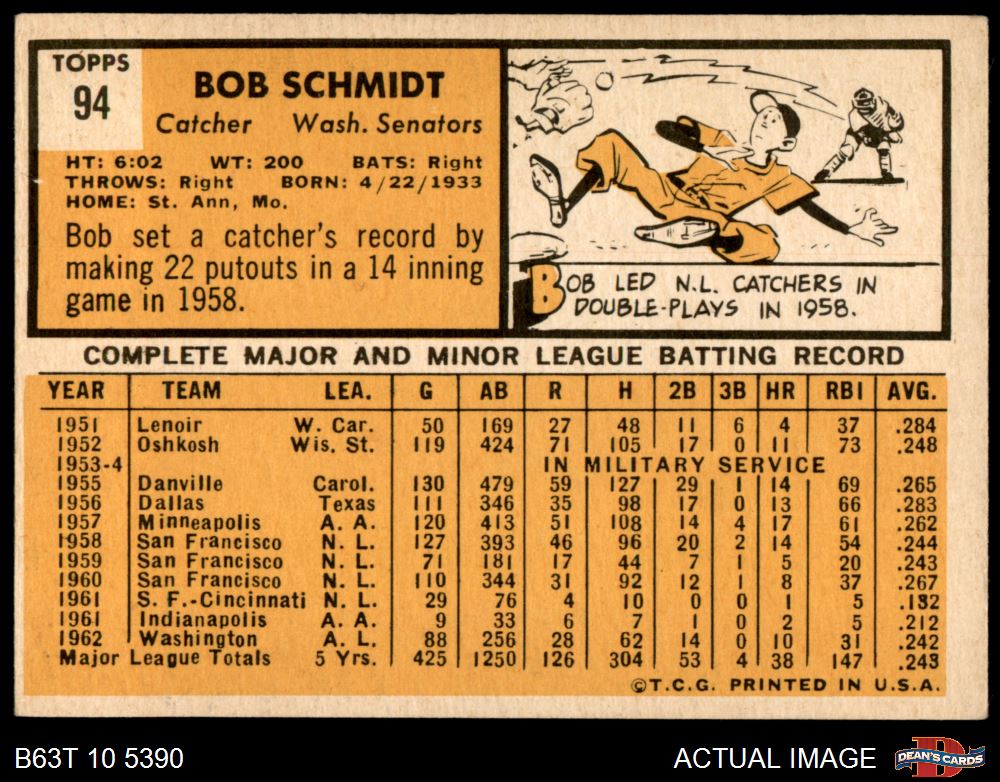 TOPPS
94
BOB SCHMIDT
Catcher Wash. Senators
HT: 6:02 WT: 200 BATS: Right
THROWS: Right BORN: 4/22/1933
HOME: St. Ann, Mo.
Bob set a catcher's record by
making 22 putouts in a 14 inning
game in 1958.
BOB LED N.L. CATCHERS IN
DOUBLE-PLAYS IN 1958.
COMPLETE MAJOR AND MINOR LEAGUE BATTING RECORD
YEAR TEAM LEA. G AB R H 2B 3B HR RBI AVG.
1951 Lenoir W. Car. 50 169 27 48 11 6 4 37 .284
1952 Oshkosh Wis. St. 119 424 71 105 17 0 11 73 .248
1953-4 IN MILITARY SERVICE
1955 Danville Carol. 130 479 59 127 29 1 14 69 .265
1956 Dallas Texas 111 346 35 98 17 0 13 66 .283
1957 Minneapolis A. A. 120 413 51 108 14 4 17 61 .262
1958 San Francisco N. L. 127 393 46 96 20 2 14 54 .244
1959 San Francisco N. L. 71 181 17 44 7 1 5 20 .243
1960 San Francisco N. L. 110 344 31 92 12 1 8 37 .267
1961 S. F.-Cincinnati N. L. 29 76 4 10 0 0 1 5 .132
1961 Indianapolis A. A. 9 33 6 7 1 0 2 5 .212
1962 Washington A. L. 88 256 28 62 14 0 10 31 .242
Major League Totals 5 Yrs. 425 1250 126 304 53 4 38 147 .243
©T.C.G. PRINTED IN U.S.A.
B63T 10 5390 ACTUAL IMAGE
D
DEAN'S CARDS